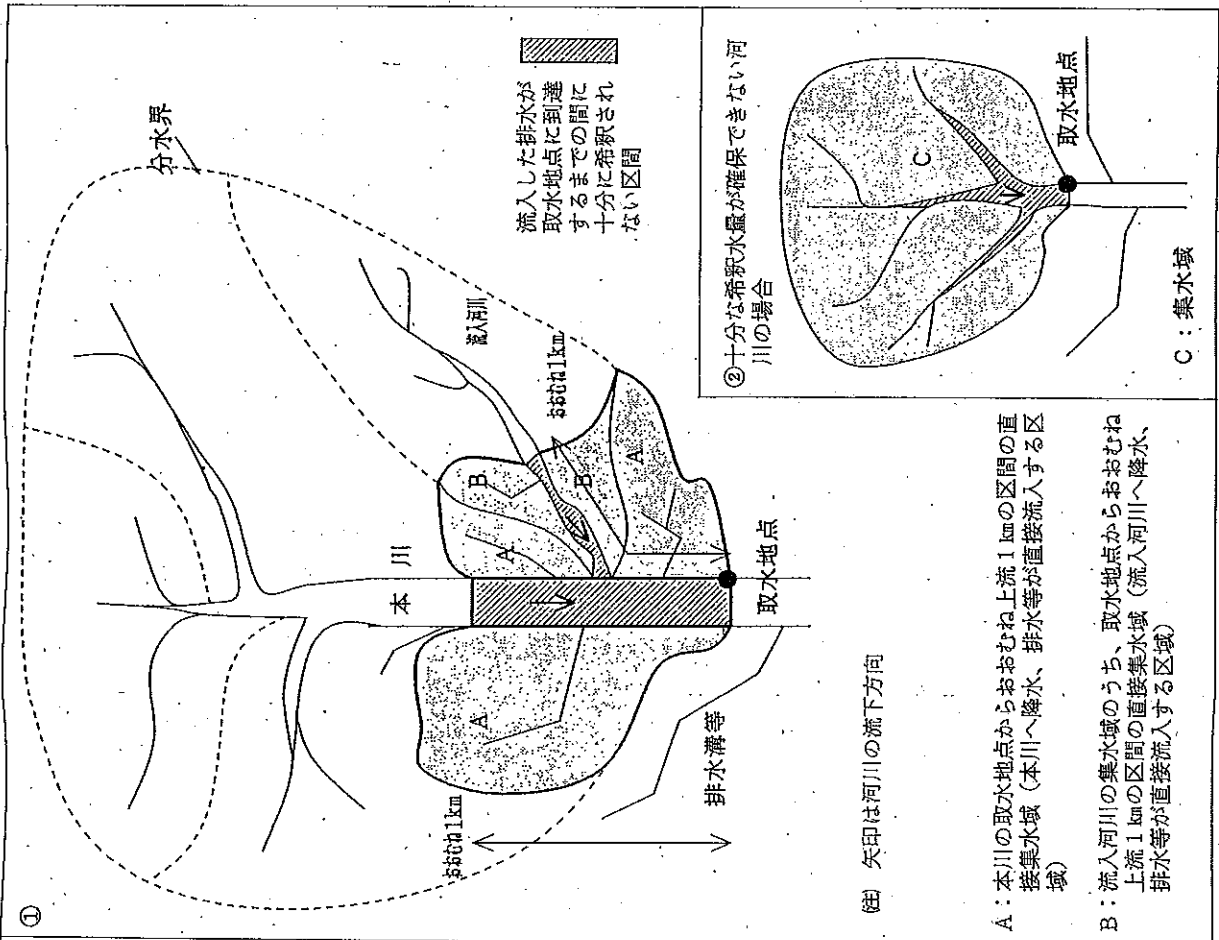 ①
分水界
流入した排水が
取水地点に到達
するまでの間に
十分に希釈され
ない区間
流入河川
おおむね1km
本川
B
A
B
A
A
おおむね1km
取水地点
排水溝等
(注) 矢印は河川の流下方向
A：本川の取水地点からおおむね上流1kmの区間の直
接集水域（本川へ降水、排水等が直接流入する区
域）
B：流入河川の集水域のうち、取水地点からおおむね
上流1kmの区間の直接集水域（流入河川へ降水、
排水等が直接流入する区域）
②十分な希釈水量が確保できない河
川の場合
C
取水地点
C：集水域